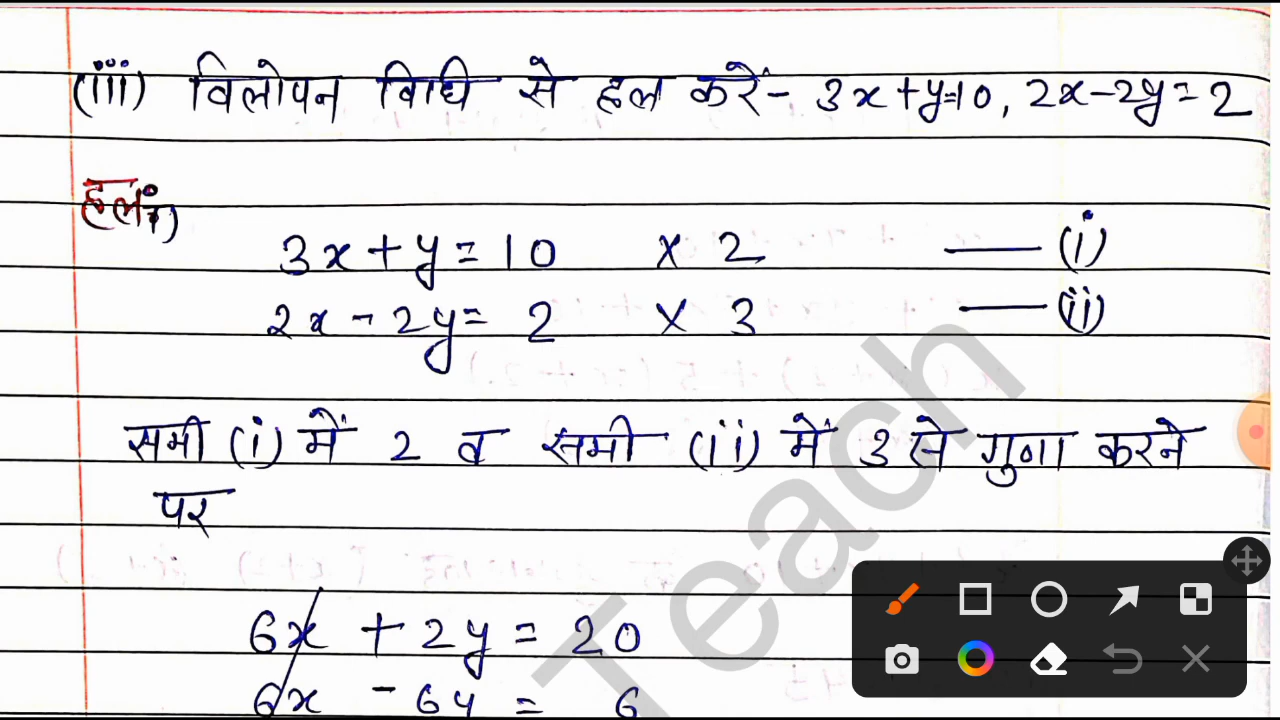 (iii) विलोपन विधि से हल करें- 3x+y=10, 2x-2y=2
हलः-)
3x+y=10 × 2 —— (i)
2x-2y= 2 × 3 —— (ii)
समी (i) में 2 व समी (ii) में 3 से गुणा करने
पर
6x + 2y = 20
6x - 6y = 6
Teach